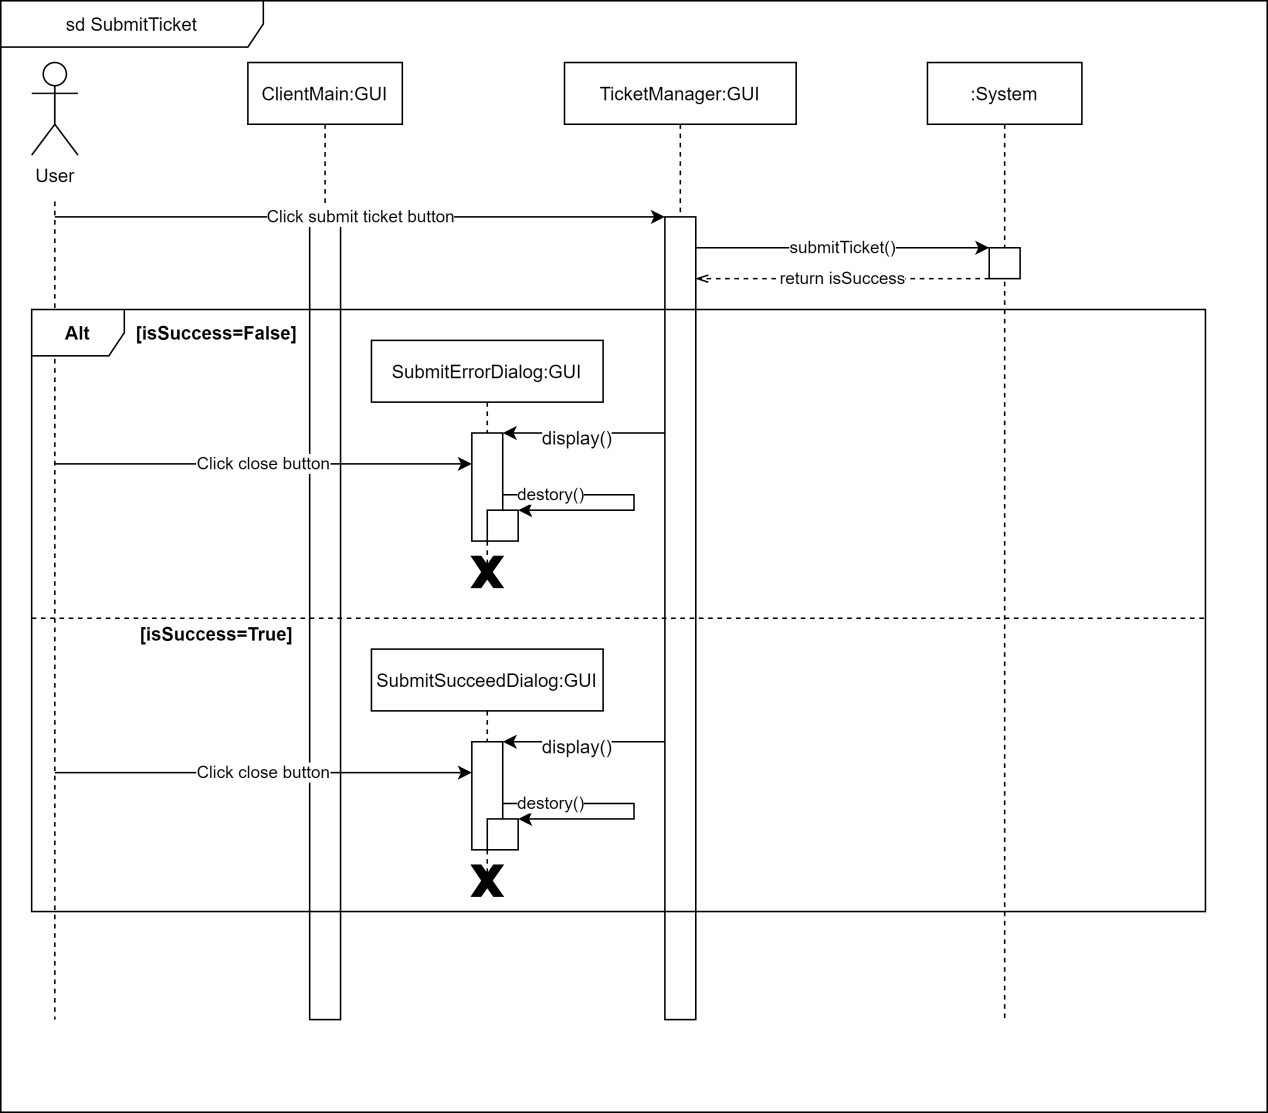 sd SubmitTicket
ClientMain:GUI
TicketManager:GUI
:System
User
Click submit ticket button
submitTicket()
return isSuccess
Alt
[isSuccess=False]
SubmitErrorDialog:GUI
display()
Click close button
destory()
X
[isSuccess=True]
SubmitSucceedDialog:GUI
display()
Click close button
destory()
X